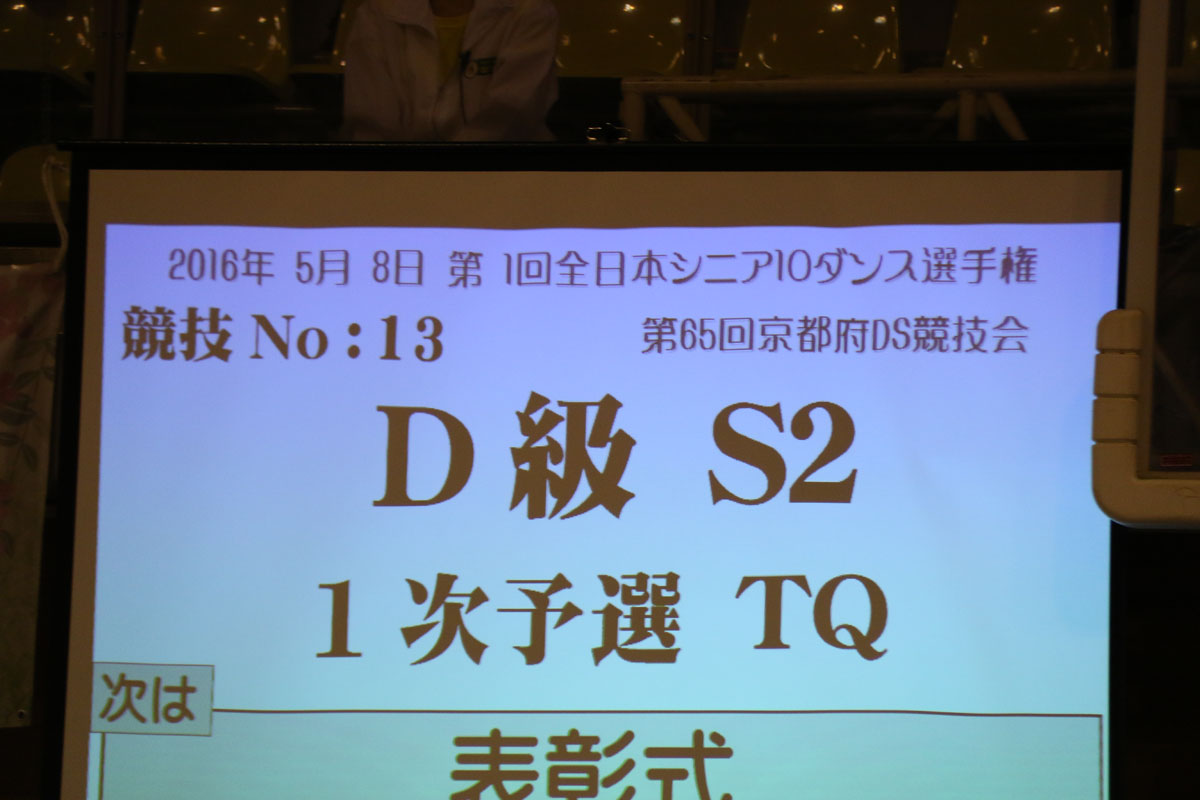 2016年 5月 8日 第 1回全日本シニア10ダンス選手権
競技No:13
第65回京都府DS競技会
D級 S2
1次予選 TQ
次は
表彰式